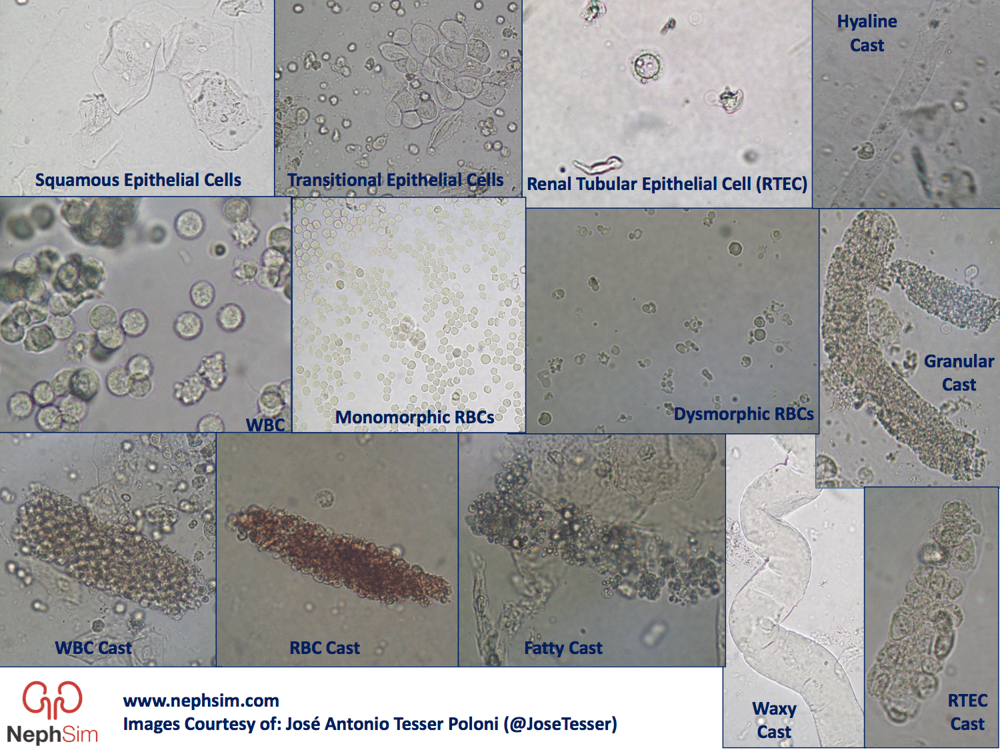 Hyaline
Cast
Squamous Epithelial Cells
Transitional Epithelial Cells
Renal Tubular Epithelial Cell (RTEC)
WBC
Monomorphic RBCs
Dysmorphic RBCs
Granular
Cast
WBC Cast
RBC Cast
Fatty Cast
Waxy
Cast
RTEC
Cast
NephSim
www.nephsim.com
Images Courtesy of: José Antonio Tesser Poloni (@JoseTesser)